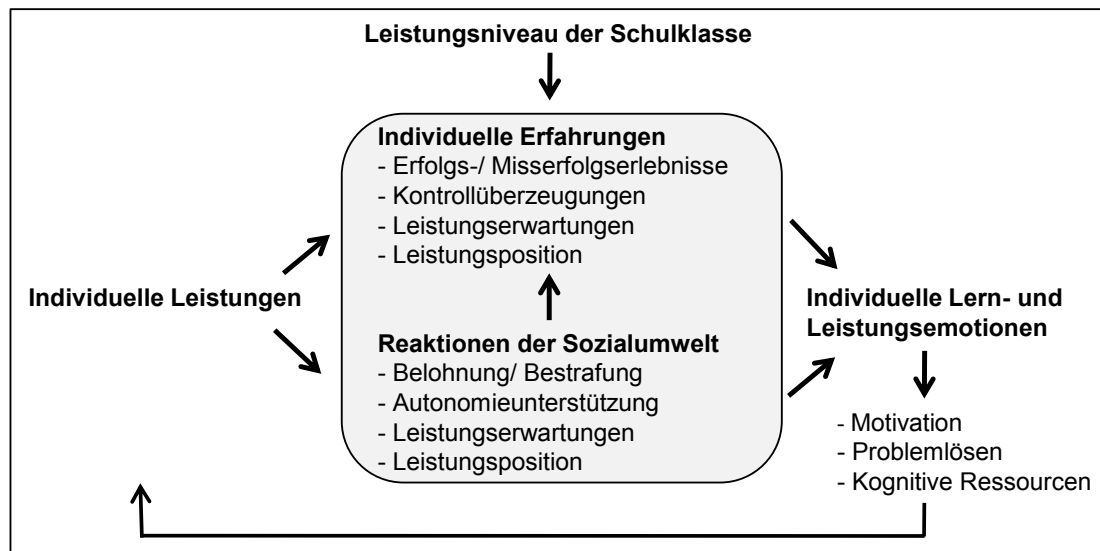 Leistungsniveau der Schulklasse
Individuelle Erfahrungen
- Erfolgs-/ Misserfolgserlebnisse
- Kontrollüberzeugungen
- Leistungserwartungen
- Leistungsposition
Individuelle Leistungen
Reaktionen der Sozialumwelt
- Belohnung/ Bestrafung
- Autonomieunterstützung
- Leistungserwartungen
- Leistungsposition
Individuelle Lern- und
Leistungsemotionen
- Motivation
- Problemlösen
- Kognitive Ressourcen